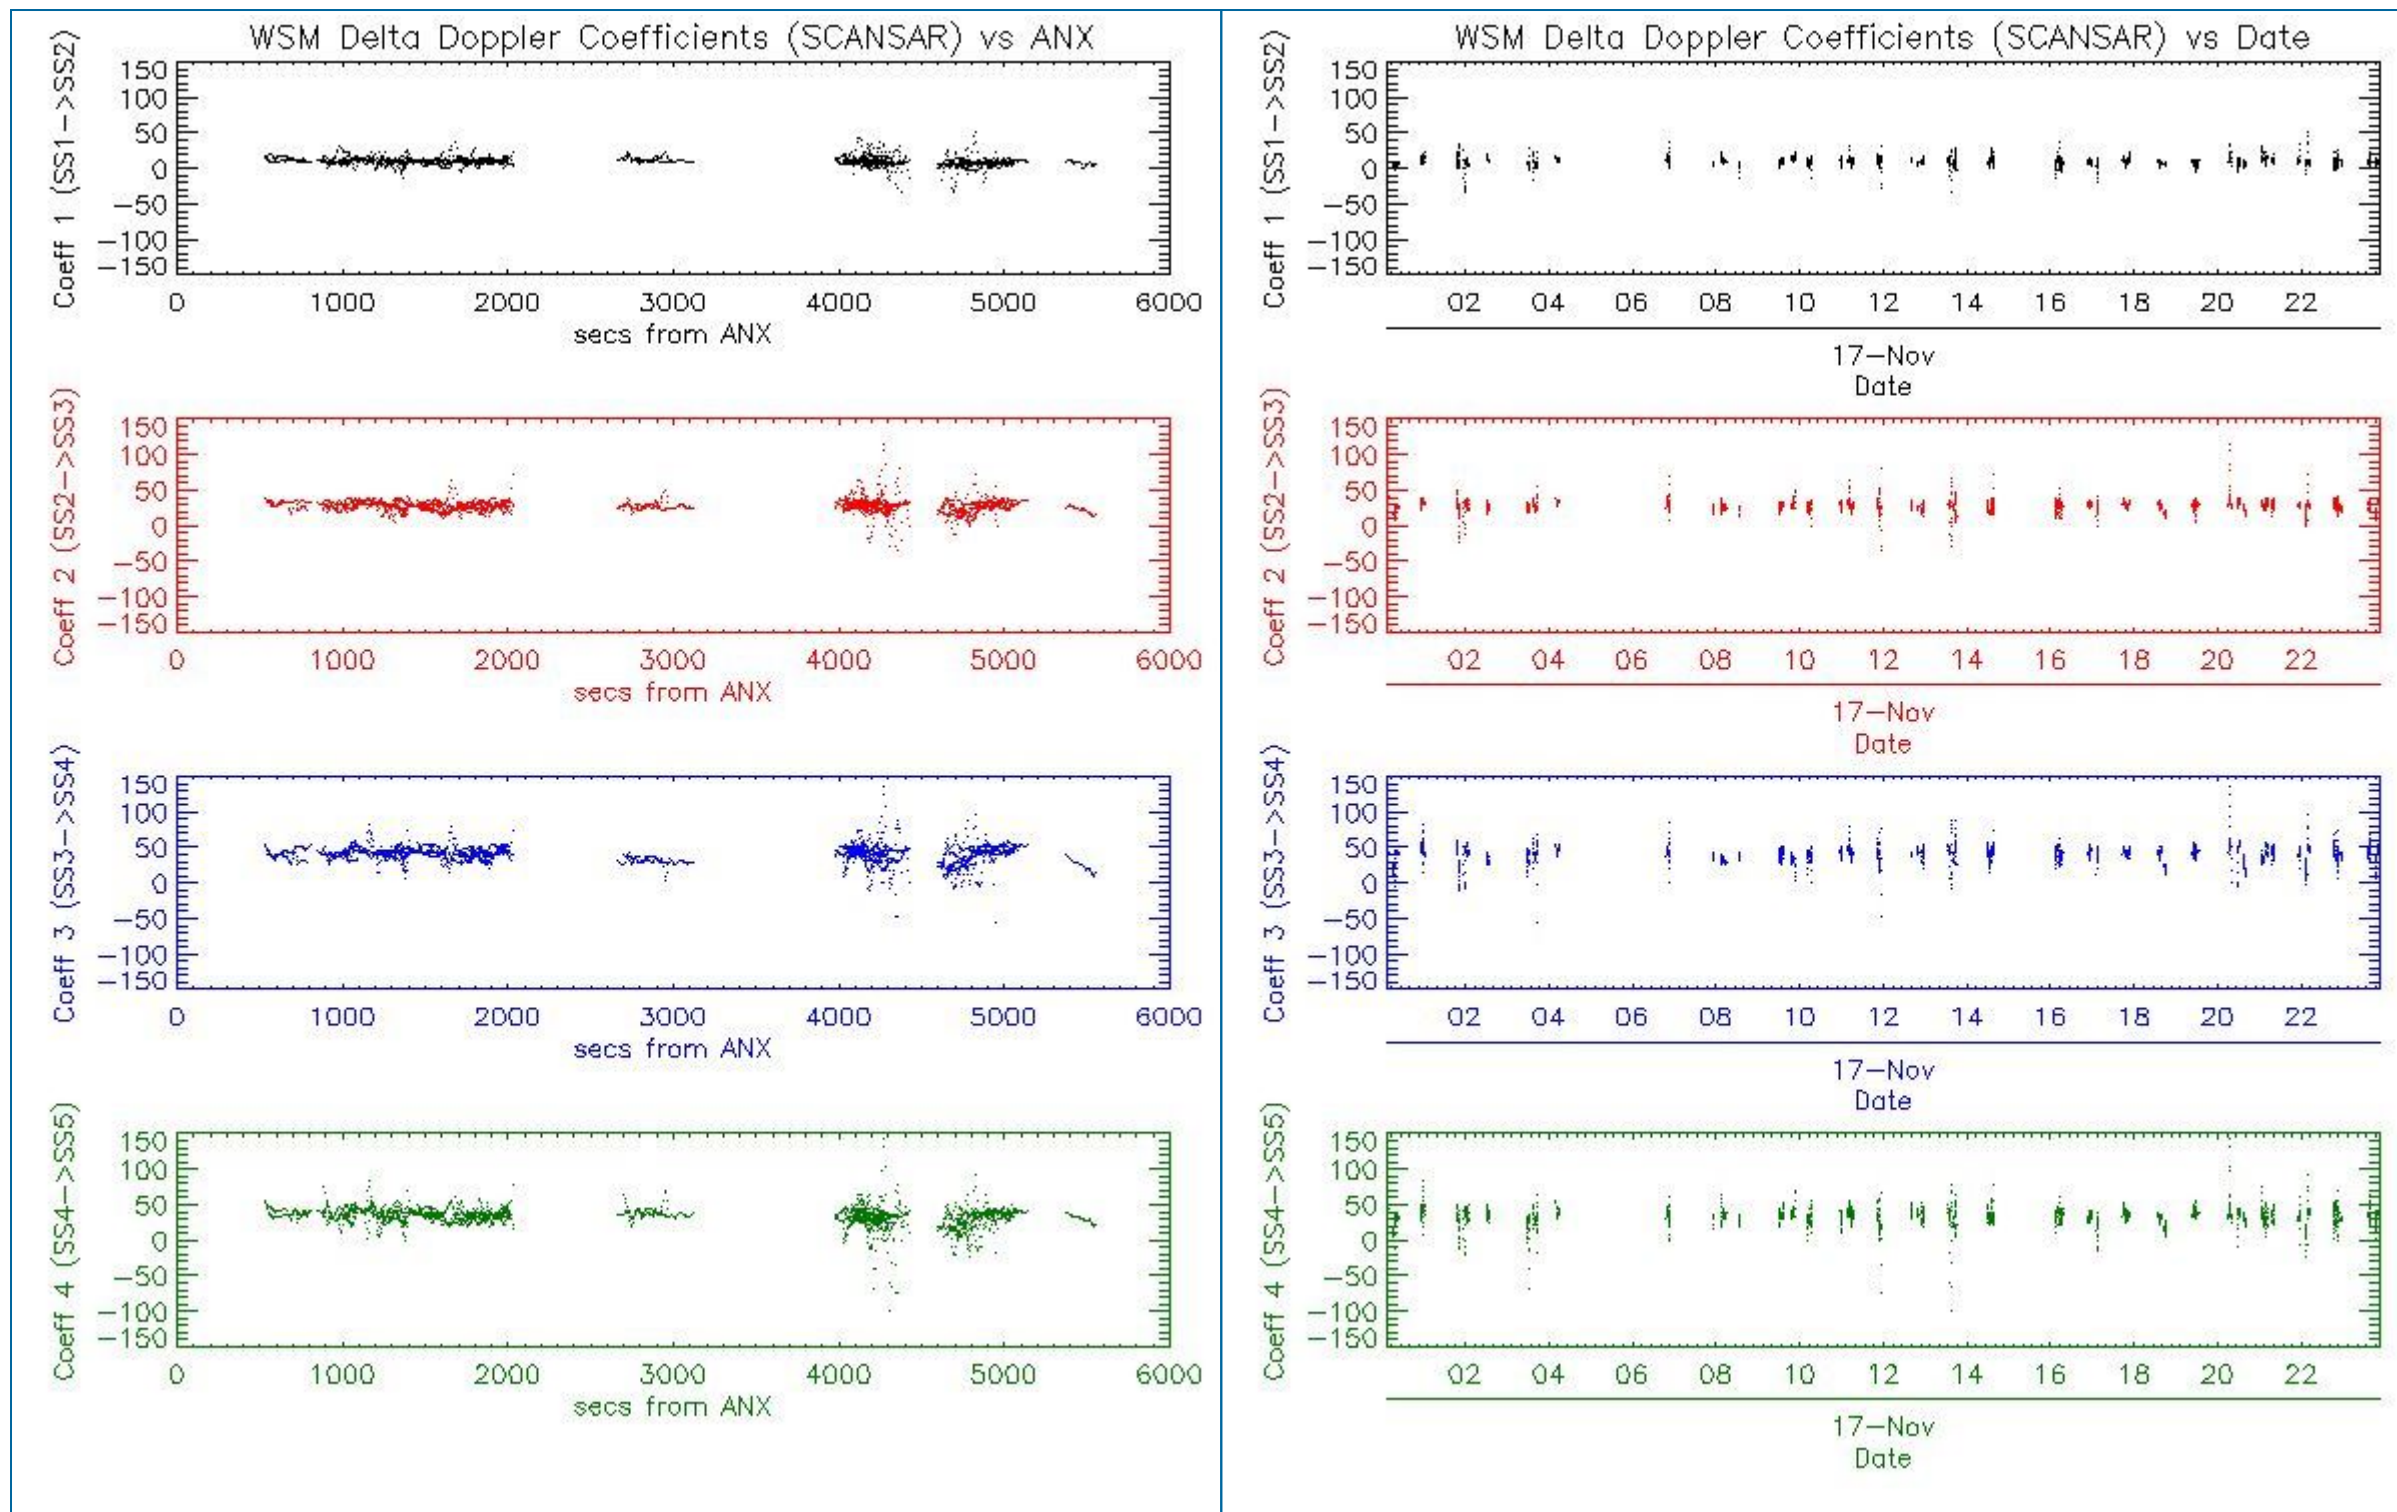 WSM Delta Doppler Coefficients (SCANSAR) vs ANX
Coeff 1 (SS1->SS2)
150
100
50
0
-50
-100
-150
0 1000 2000 3000 4000 5000 6000
secs from ANX
Coeff 2 (SS2->SS3)
150
100
50
0
-50
-100
-150
0 1000 2000 3000 4000 5000 6000
secs from ANX
Coeff 3 (SS3->SS4)
150
100
50
0
-50
-100
-150
0 1000 2000 3000 4000 5000 6000
secs from ANX
Coeff 4 (SS4->SS5)
150
100
50
0
-50
-100
-150
0 1000 2000 3000 4000 5000 6000
secs from ANX
WSM Delta Doppler Coefficients (SCANSAR) vs Date
Coeff 1 (SS1->SS2)
150
100
50
0
-50
-100
-150
02 04 06 08 10 12 14 16 18 20 22
17-Nov
Date
Coeff 2 (SS2->SS3)
150
100
50
0
-50
-100
-150
02 04 06 08 10 12 14 16 18 20 22
17-Nov
Date
Coeff 3 (SS3->SS4)
150
100
50
0
-50
-100
-150
02 04 06 08 10 12 14 16 18 20 22
17-Nov
Date
Coeff 4 (SS4->SS5)
150
100
50
0
-50
-100
-150
02 04 06 08 10 12 14 16 18 20 22
17-Nov
Date